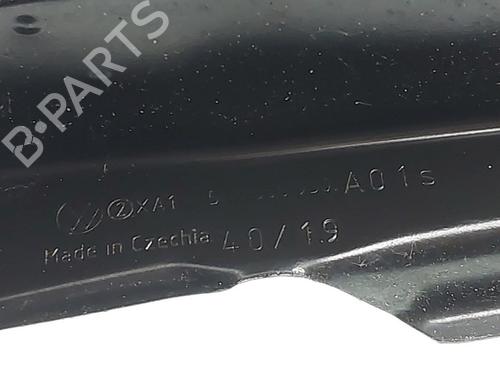 B-PARTS
XA1 A01s
Made in Czechia 40/19